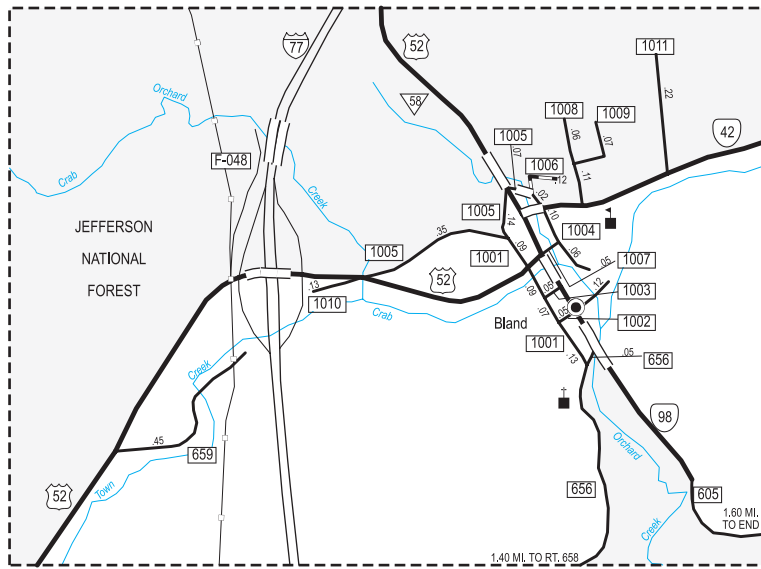 77
52
1011
58
1008
1009
.22
42
Orchard
1005
.07
.06
.07
F-048
1006
.12
.11
Crab
Creek
.02
1005
.14
.10
JEFFERSON
NATIONAL
FOREST
.35
1004
.09
1005
1001
.06
1007
52
.05
.13
.05
.12
1003
1010
.09
Crab
.07
.05
1002
Bland
1001
.05
656
.13
Creek
98
.45
659
Orchard
52
Town
656
605
1.60 MI.
TO END
Creek
1.40 MI. TO RT. 658